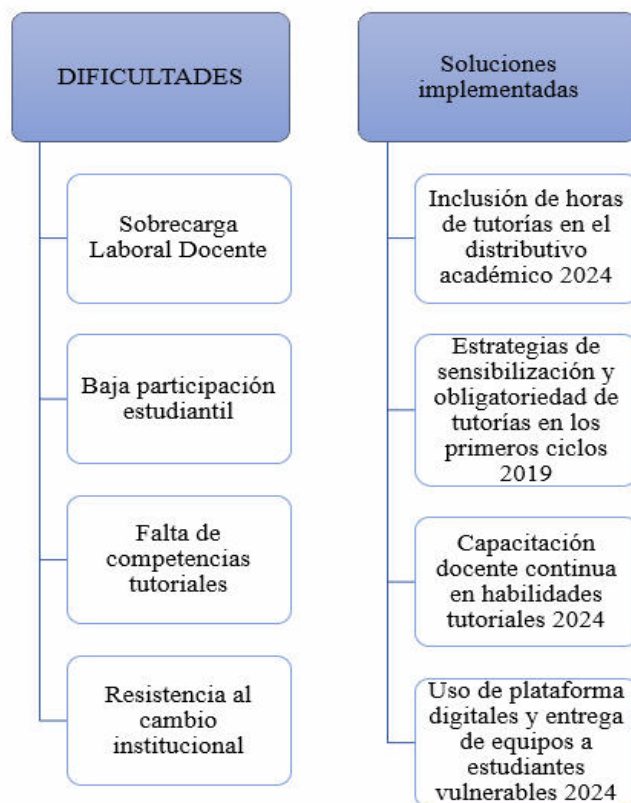 DIFICULTADES
Sobrecarga
Laboral Docente
Baja participación
estudiantil
Falta de
competencias
tutoriales
Resistencia al
cambio
institucional
Soluciones
implementadas
Inclusión de horas
de tutorías en el
distributivo
académico 2024
Estrategias de
sensibilización y
obligatoriedad de
tutorías en los
primeros ciclos
2019
Capacitación
docente continua
en habilidades
tutoriales 2024
Uso de plataforma
digitales y entrega
de equipos a
estudiantes
vulnerables 2024